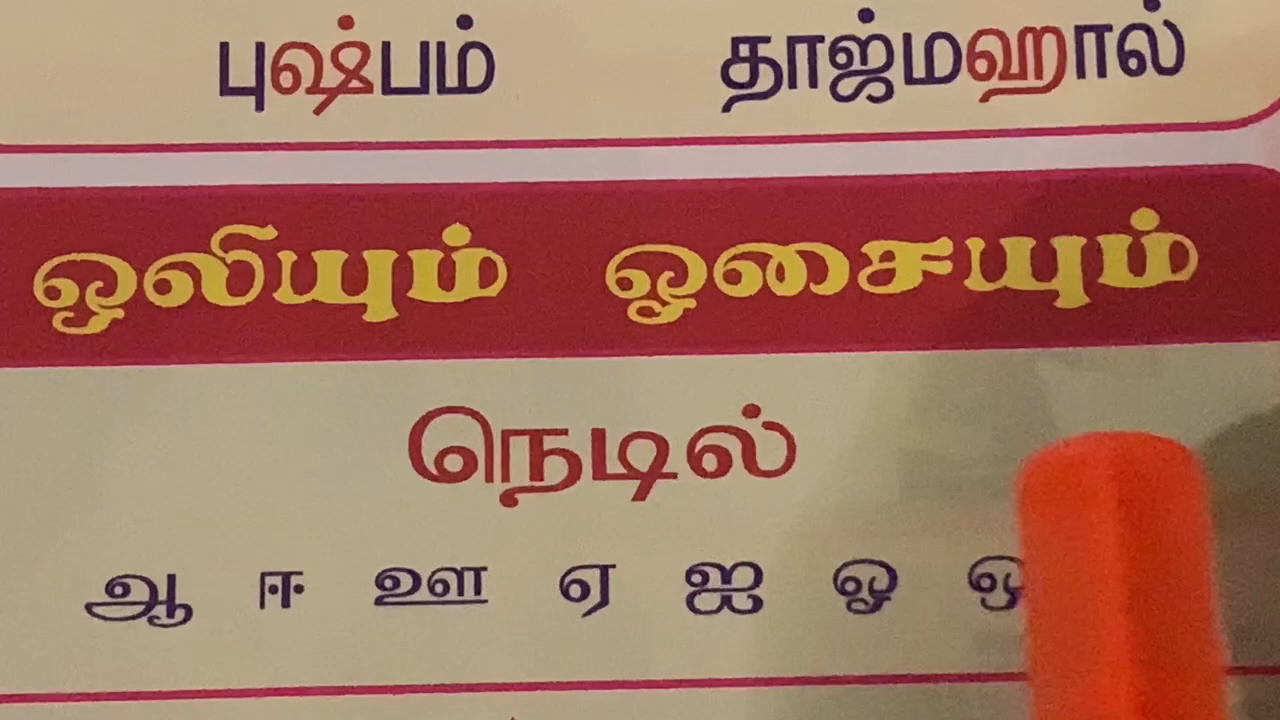 புஷ்பம் தாஜ்மஹால்
ஒலியும் ஓசையும்
நெடில்
ஆ ஈ ஊ ஏ ஐ ஓ